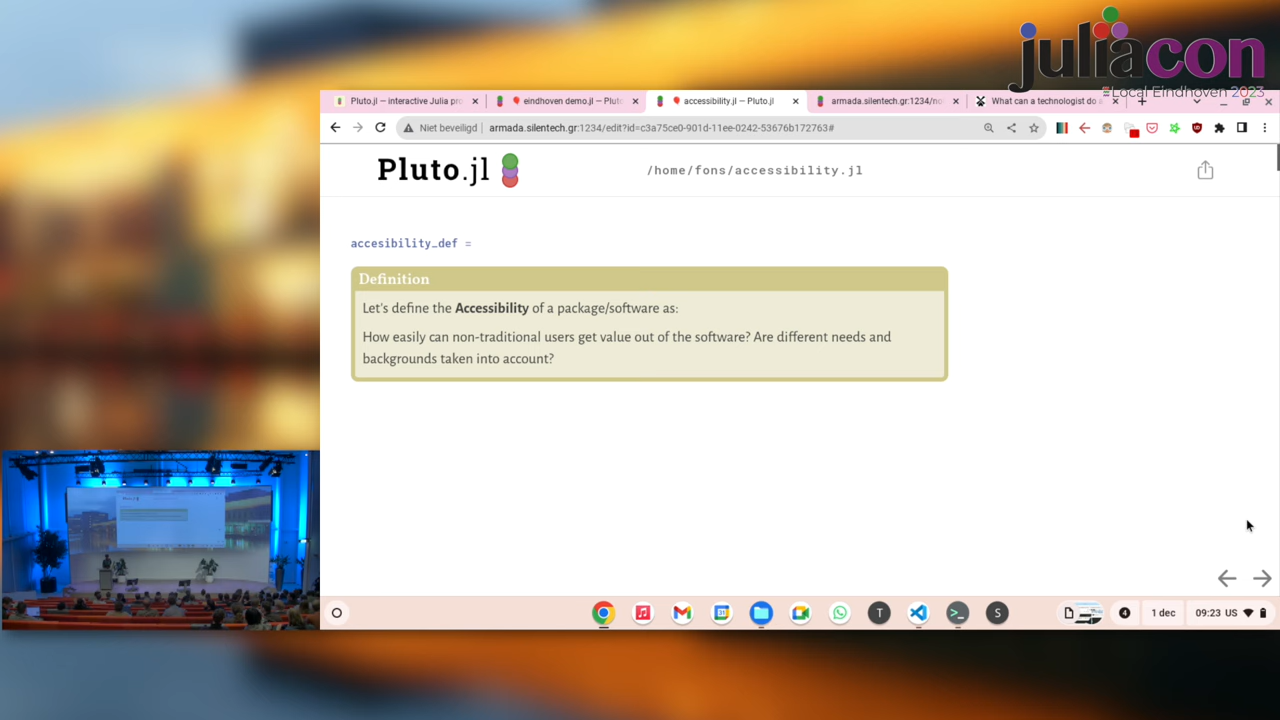 juliacon
Local Eindhoven 2023
Pluto.jl — interactive Julia pro
eindhoven demo.jl — Pluto
accessibility.jl — Pluto.jl
armada.silentech.gr:1234/no
What can a technologist do a
Niet beveiligd
armada.silentech.gr:1234/edit?id=c3a75ce0-901d-11ee-0242-53676b172763#
Pluto.jl
/home/fons/accessibility.jl
accesibility_def =
Definition
Let's define the Accessibility of a package/software as:
How easily can non-traditional users get value out of the software? Are different needs and
backgrounds taken into account?
31
T
>_
S
4
1 dec
09:23 US